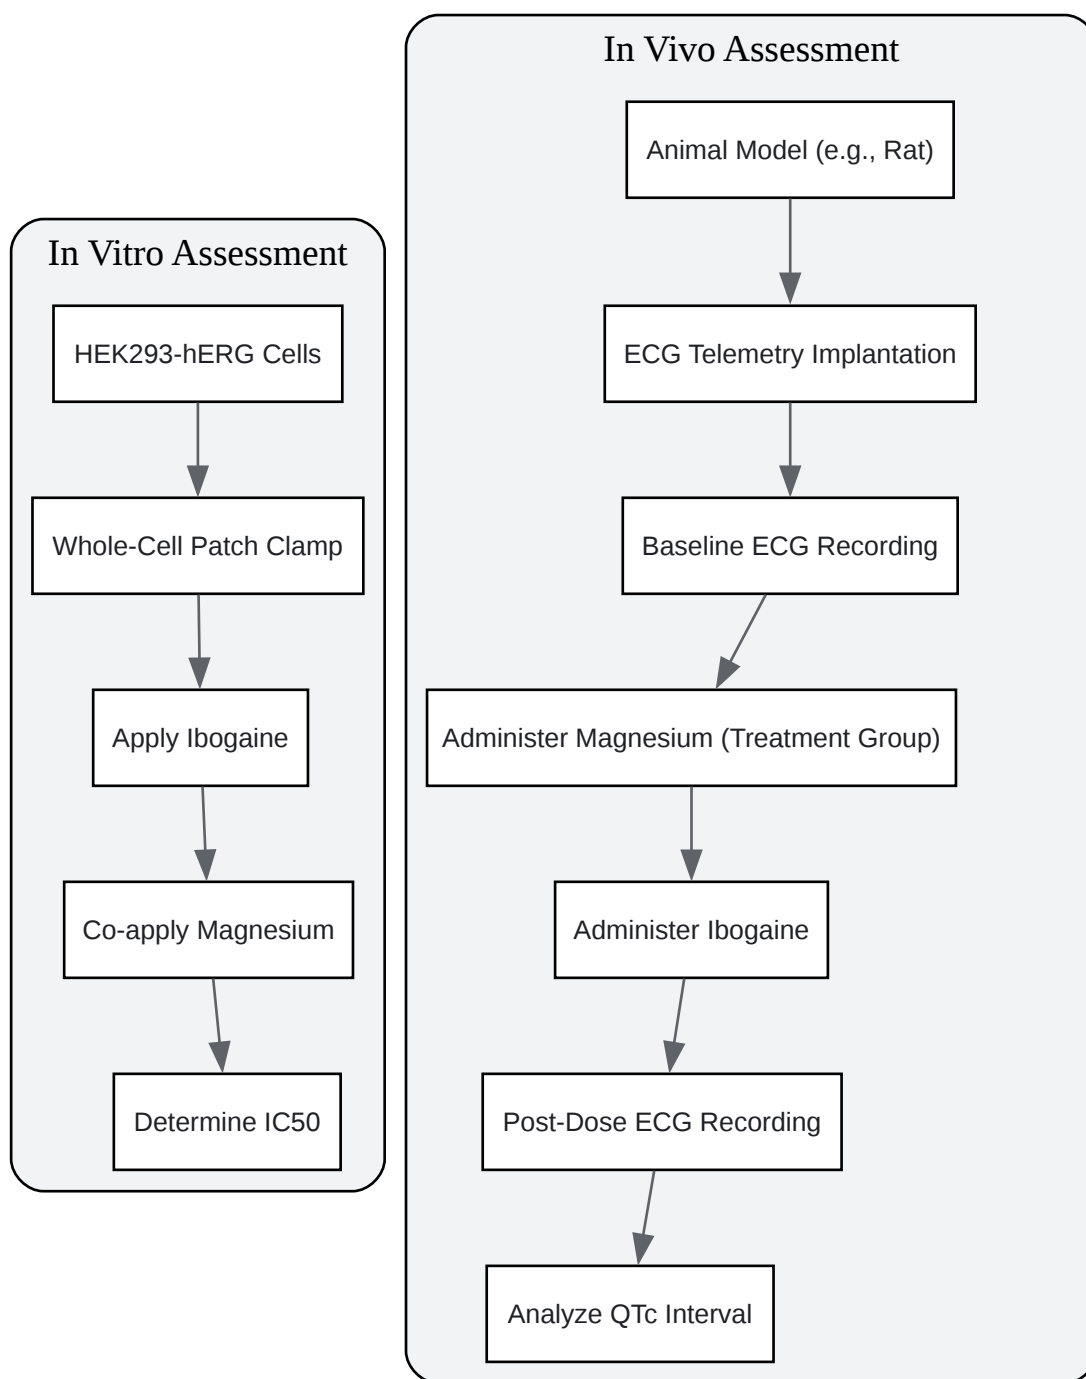 In Vitro Assessment
HEK293-hERG Cells
Whole-Cell Patch Clamp
Apply Ibogaine
Co-apply Magnesium
Determine IC50
In Vivo Assessment
Animal Model (e.g., Rat)
ECG Telemetry Implantation
Baseline ECG Recording
Administer Magnesium (Treatment Group)
Administer Ibogaine
Post-Dose ECG Recording
Analyze QTc Interval